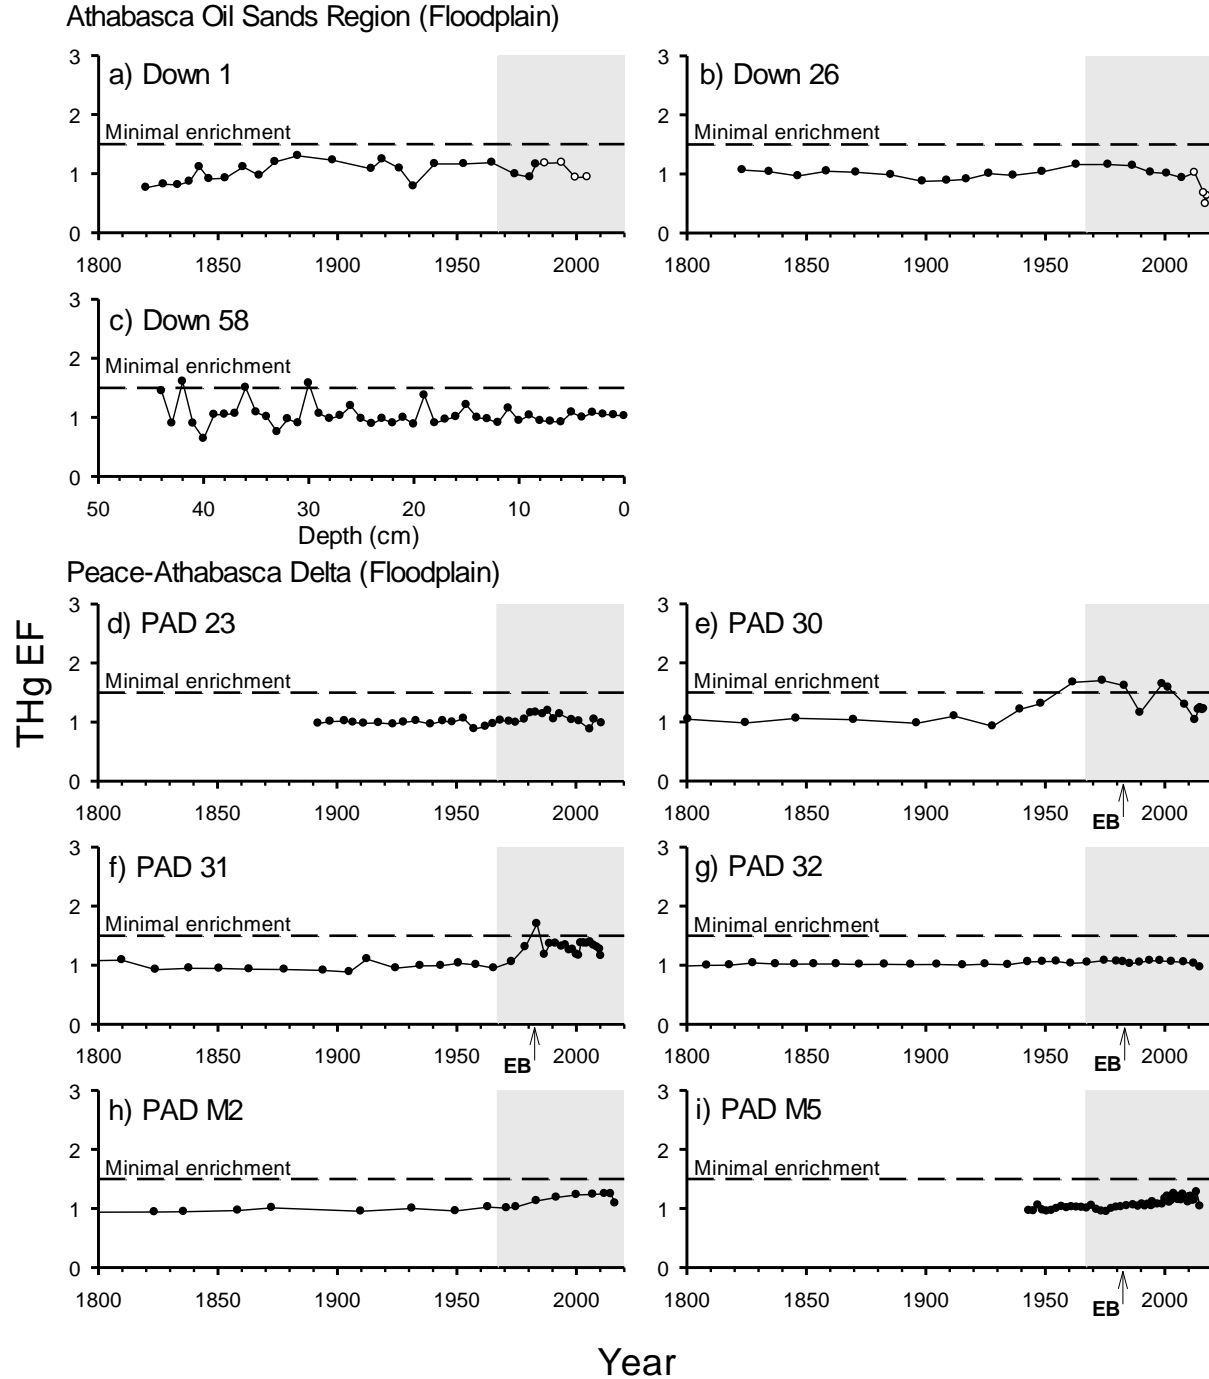 Athabasca Oil Sands Region (Floodplain)
a) Down 1
3
2
1
0
Minimal enrichment
1800 1850 1900 1950 2000
b) Down 26
3
2
1
0
Minimal enrichment
1800 1850 1900 1950 2000
c) Down 58
3
2
1
0
Minimal enrichment
50 40 30 20 10 0
Depth (cm)
Peace-Athabasca Delta (Floodplain)
THg EF
d) PAD 23
3
2
1
0
Minimal enrichment
1800 1850 1900 1950 2000
e) PAD 30
3
2
1
0
Minimal enrichment
1800 1850 1900 1950 2000
EB
f) PAD 31
3
2
1
0
Minimal enrichment
1800 1850 1900 1950 2000
EB
g) PAD 32
3
2
1
0
Minimal enrichment
1800 1850 1900 1950 2000
EB
h) PAD M2
3
2
1
0
Minimal enrichment
1800 1850 1900 1950 2000
i) PAD M5
3
2
1
0
Minimal enrichment
1800 1850 1900 1950 2000
EB
Year